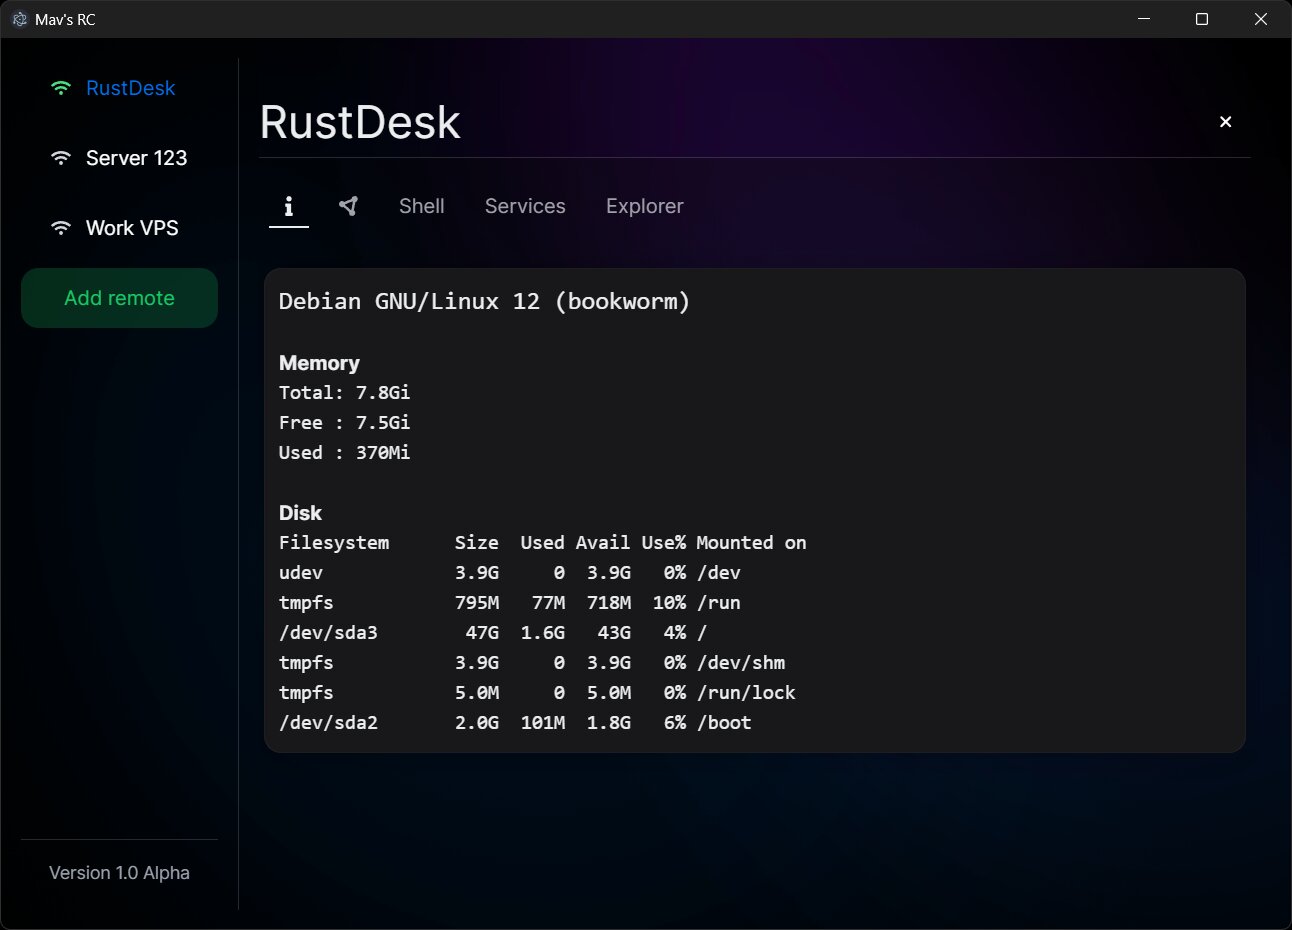 Mav's RC
RustDesk
Server 123
Work VPS
Add remote
Version 1.0 Alpha
RustDesk
Shell Services Explorer
Debian GNU/Linux 12 (bookworm)
Memory
Total: 7.8Gi
Free : 7.5Gi
Used : 370Mi
Disk
Filesystem      Size  Used Avail Use% Mounted on
udev            3.9G     0  3.9G   0% /dev
tmpfs           795M   77M  718M  10% /run
/dev/sda3        47G  1.6G   43G   4% /
tmpfs           3.9G     0  3.9G   0% /dev/shm
tmpfs           5.0M     0  5.0M   0% /run/lock
/dev/sda2       2.0G  101M  1.8G   6% /boot